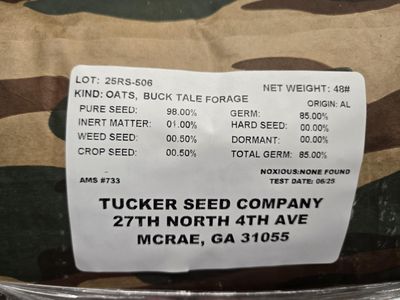 LOT: 25RS-506 NET WEIGHT: 48#
KIND: OATS, BUCK TALE FORAGE ORIGIN: AL
PURE SEED: 98.00% GERM: 85.00%
INERT MATTER: 01.00% HARD SEED: 00.00%
WEED SEED: 00.50% DORMANT: 00.00%
CROP SEED: 00.50% TOTAL GERM: 85.00%
NOXIOUS:NONE FOUND
AMS #733 TEST DATE: 06/25
TUCKER SEED COMPANY
27TH NORTH 4TH AVE
MCRAE, GA 31055